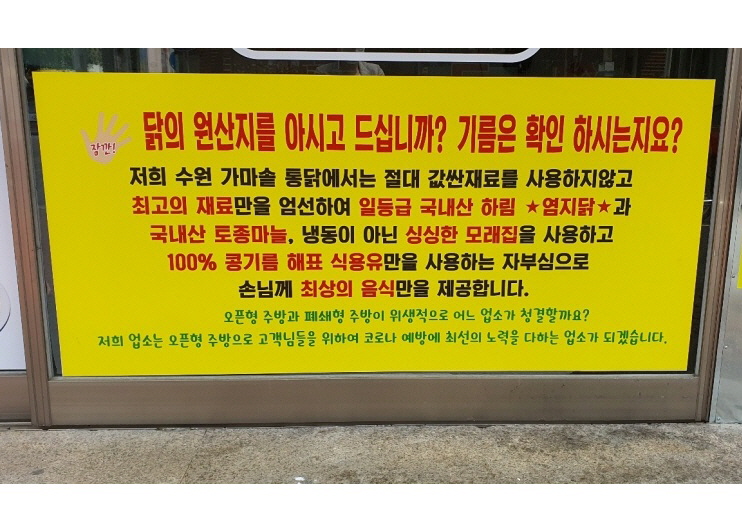 잠깐!
닭의 원산지를 아시고 드십니까? 기름은 확인 하시는지요?
저희 수원 가마솥 통닭에서는 절대 값싼재료를 사용하지않고
최고의 재료만을 엄선하여 일등급 국내산 하림 ★염지닭★과
국내산 토종마늘, 냉동이 아닌 싱싱한 모래집을 사용하고
100% 콩기름 해표 식용유만을 사용하는 자부심으로
손님께 최상의 음식만을 제공합니다.
오픈형 주방과 폐쇄형 주방이 위생적으로 어느 업소가 청결할까요?
저희 업소는 오픈형 주방으로 고객님들을 위하여 코로나 예방에 최선의 노력을 다하는 업소가 되겠습니다.